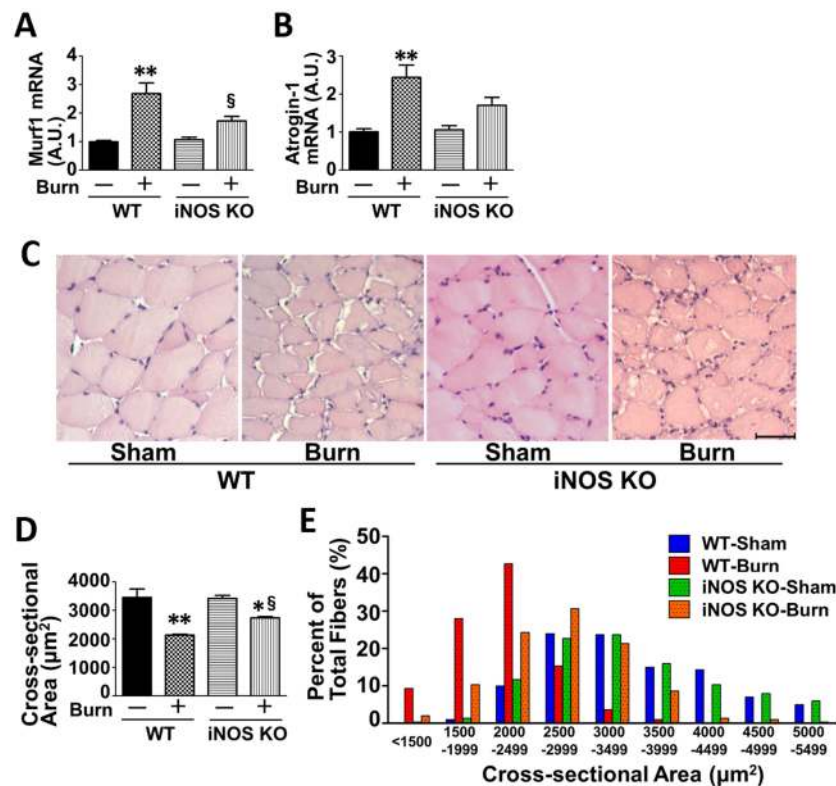 A
Murf1 mRNA
(A.U.)
4
3
2
1
0
**
§
Burn — + — +
WT iNOS KO
B
Atrogin-1
mRNA (A.U.)
3
2
1
0
**
Burn — + — +
WT iNOS KO
C
Sham Burn Sham Burn
WT iNOS KO
D
Cross-sectional
Area (µm²)
4000
3000
2000
1000
0
**
*§
Burn — + — +
WT iNOS KO
E
Percent of
Total Fibers (%)
50
40
30
20
10
0
WT-Sham
WT-Burn
iNOS KO-Sham
iNOS KO-Burn
<1500 1500 2000 2500 3000 3500 4000 4500 5000
-1999 -2499 -2999 -3499 -3999 -4499 -4999 -5499
Cross-sectional Area (µm²)